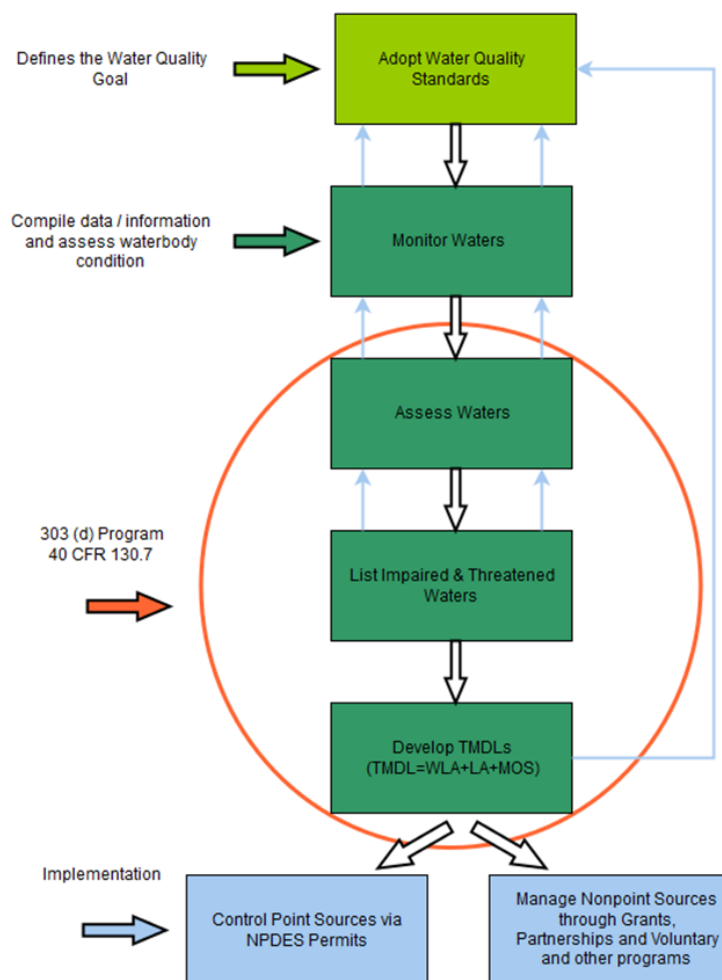 Defines the Water Quality
Goal
Adopt Water Quality
Standards
Compile data / information
and assess waterbody
condition
Monitor Waters
Assess Waters
303 (d) Program
40 CFR 130.7
List Impaired & Threatened
Waters
Develop TMDLs
(TMDL=WLA+LA+MOS)
Implementation
Control Point Sources via
NPDES Permits
Manage Nonpoint Sources
through Grants,
Partnerships and Voluntary
and other programs